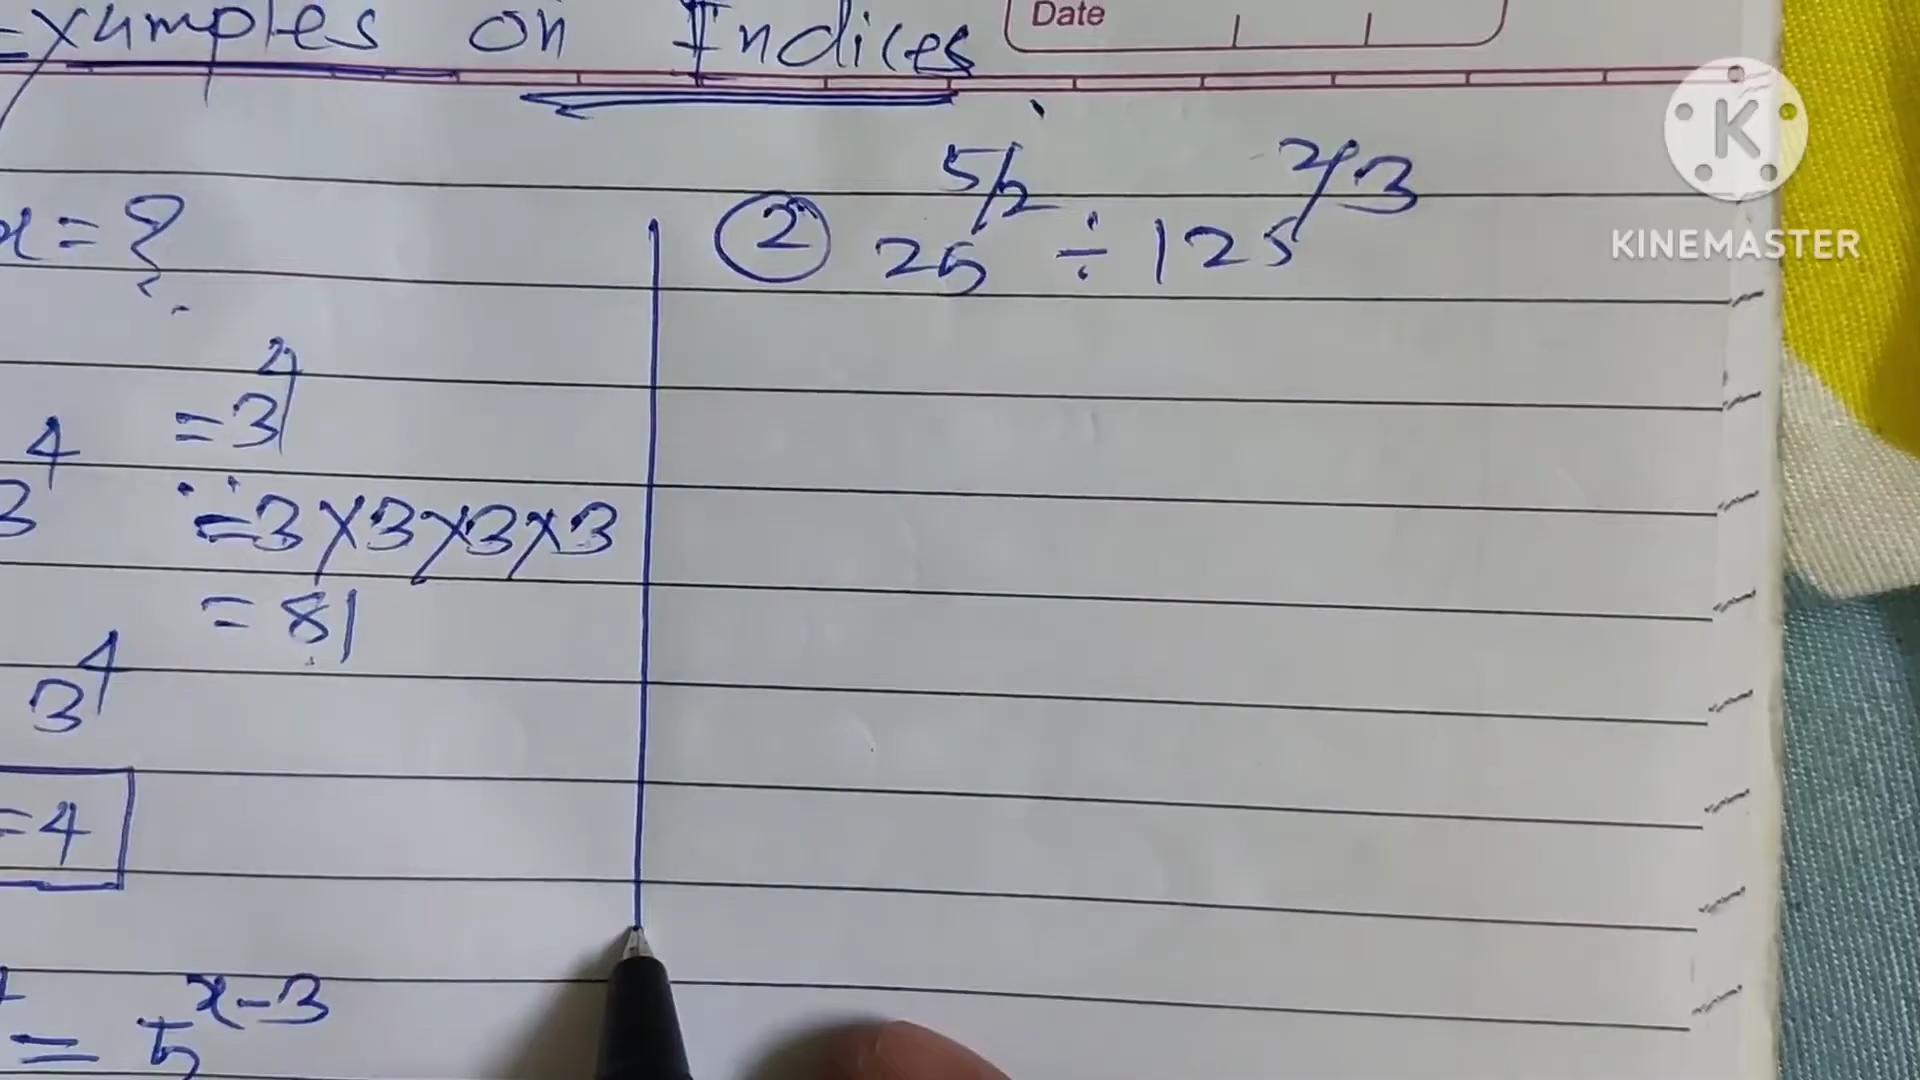 Examples on Indices
Date
x = ?
= 3⁴
3⁴
= 3 × 3 × 3 × 3
= 81
3⁴
= 4
= 5^(x-3)
② 25^(5/2) ÷ 125^(2/3)
KINEMASTER